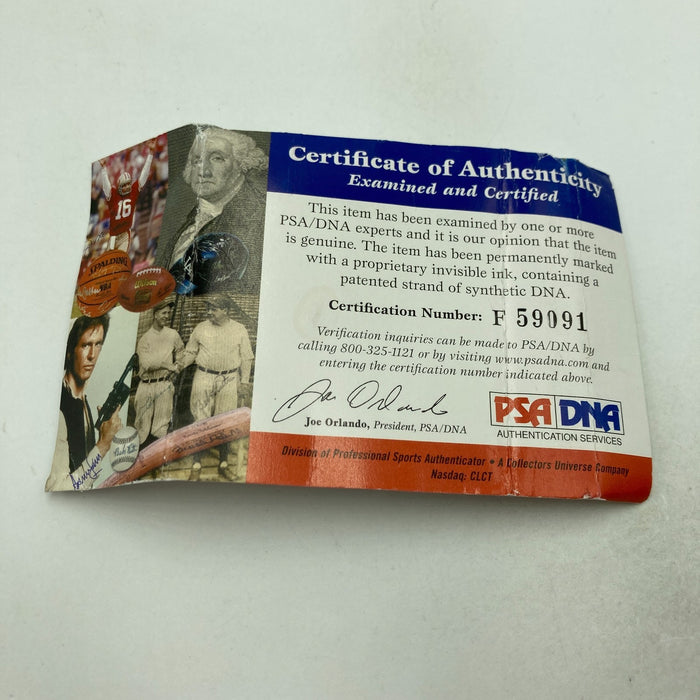 Certificate of Authenticity
Examined and Certified
This item has been examined by one or more
PSA/DNA experts and it is our opinion that the item
is genuine. The item has been permanently marked
with a proprietary invisible ink, containing a
patented strand of synthetic DNA.
Certification Number: F 59091
Verification inquiries can be made to PSA/DNA by
calling 800-325-1121 or by visiting www.psadna.com and
entering the certification number indicated above.
Joe Orlando
Joe Orlando, President, PSA/DNA
PSA DNA
AUTHENTICATION SERVICES
Division of Professional Sports Authenticator • A Collectors Universe Company
Nasdaq: CLCT
16
SPALDING
Wilson